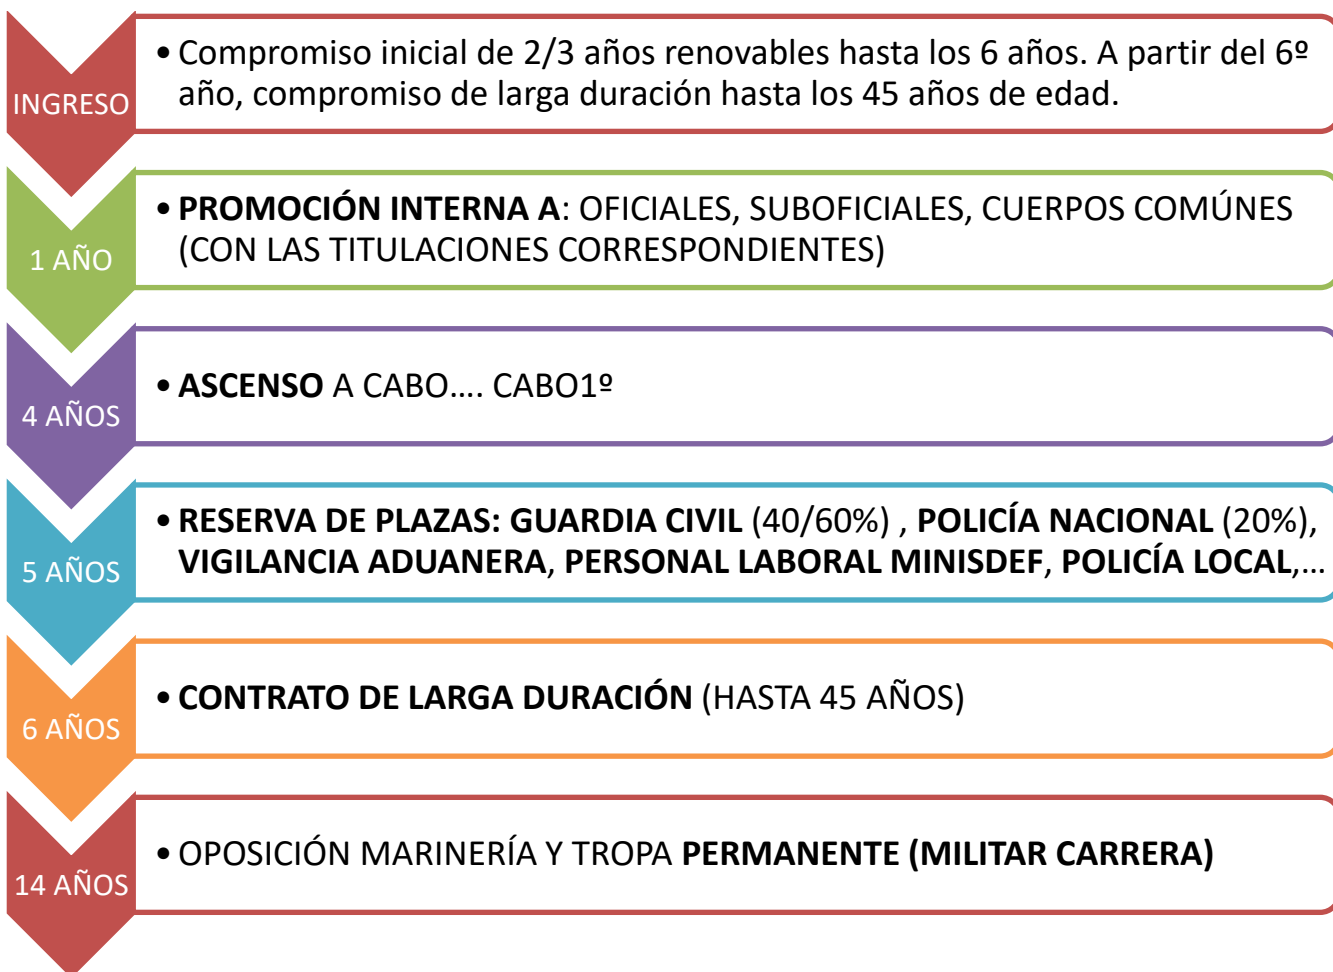 INGRESO
• Compromiso inicial de 2/3 años renovables hasta los 6 años. A partir del 6º
año, compromiso de larga duración hasta los 45 años de edad.
1 AÑO
• PROMOCIÓN INTERNA A: OFICIALES, SUBOFICIALES, CUERPOS COMÚNES
(CON LAS TITULACIONES CORRESPONDIENTES)
4 AÑOS
• ASCENSO A CABO.... CABO1º
5 AÑOS
• RESERVA DE PLAZAS: GUARDIA CIVIL (40/60%) , POLICÍA NACIONAL (20%),
VIGILANCIA ADUANERA, PERSONAL LABORAL MINISDEF, POLICÍA LOCAL,...
6 AÑOS
• CONTRATO DE LARGA DURACIÓN (HASTA 45 AÑOS)
14 AÑOS
• OPOSICIÓN MARINERÍA Y TROPA PERMANENTE (MILITAR CARRERA)